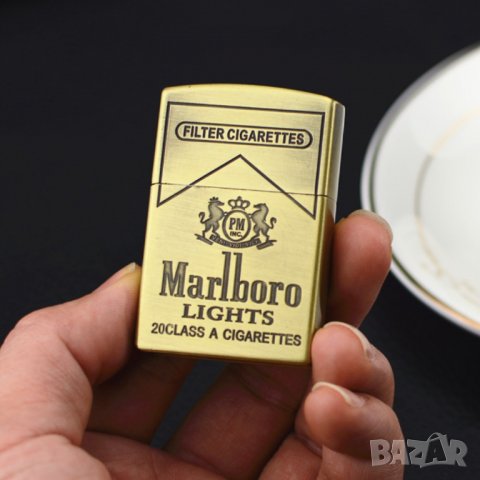 FILTER CIGARETTES
PM
INC.
Marlboro
LIGHTS
20CLASS A CIGARETTES
BAZAR